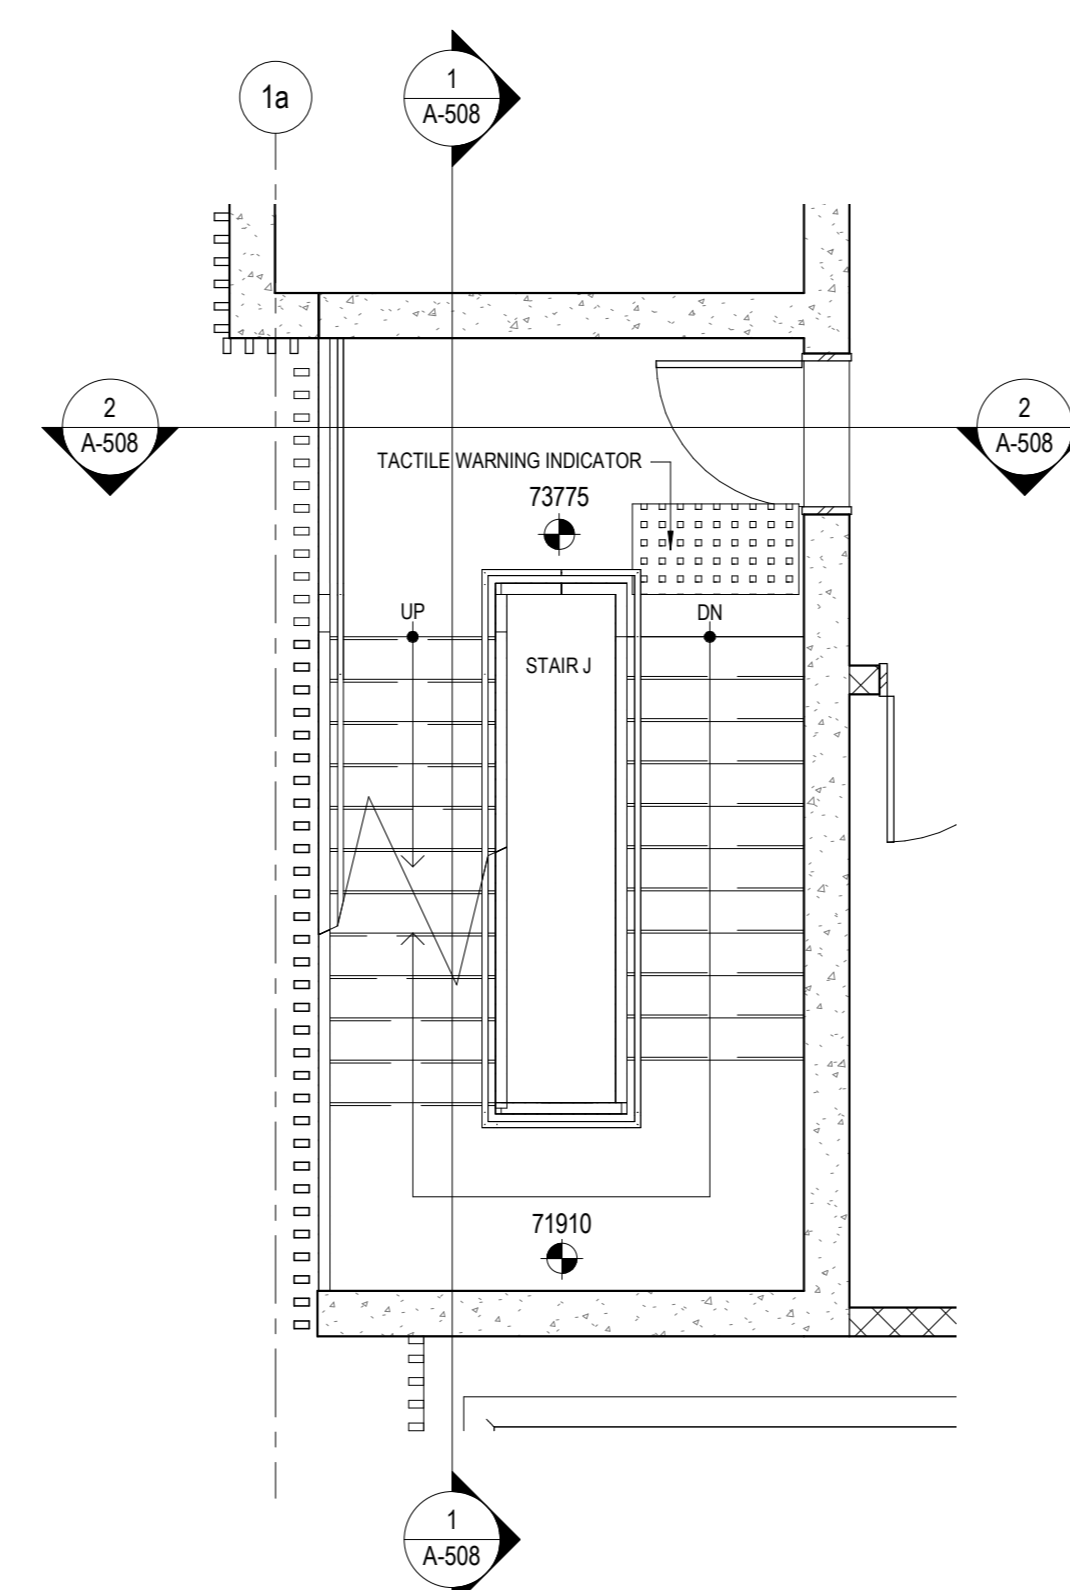 1a
1
A-508
2
A-508
2
A-508
TACTILE WARNING INDICATOR
73775
UP
DN
STAIR J
71910
1
A-508